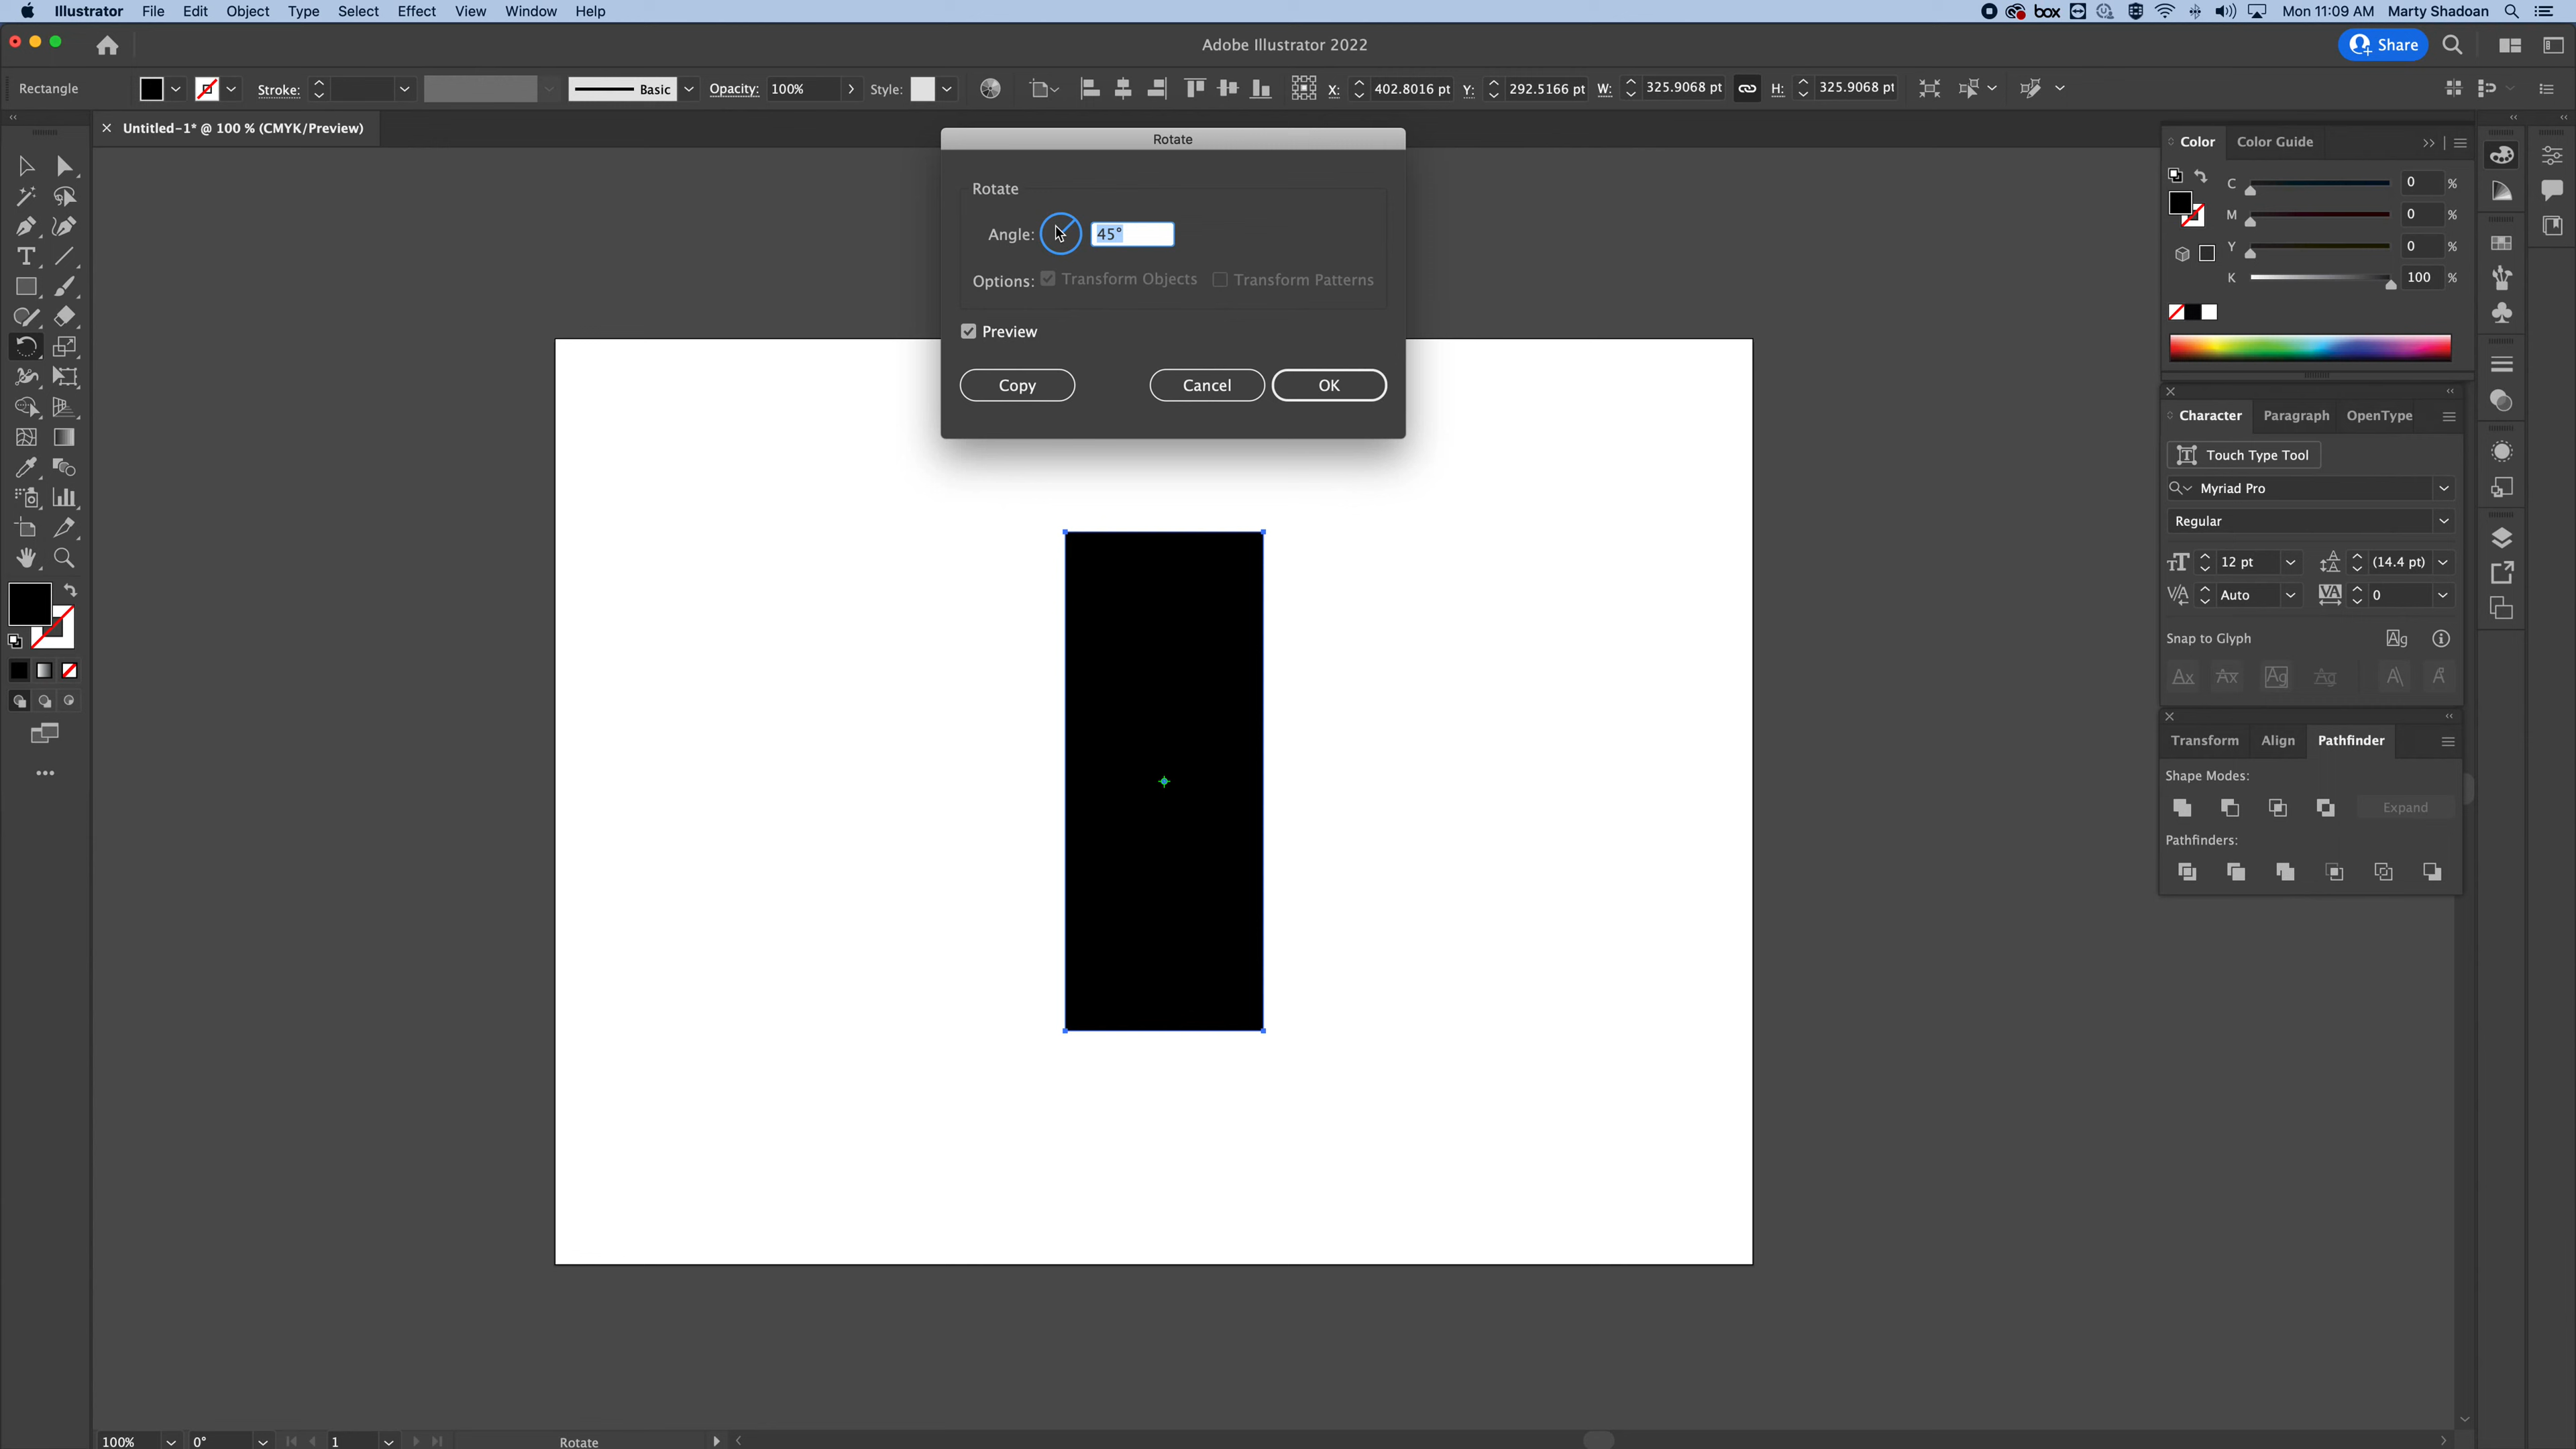 Illustrator File Edit Object Type Select Effect View Window Help
box Mon 11:09 AM Marty Shadoan
Adobe Illustrator 2022
Share
Rectangle Stroke: Basic Opacity: 100% Style: X: 402.8016 pt Y: 292.5166 pt W: 325.9068 pt H: 325.9068 pt
Untitled-1* @ 100 % (CMYK/Preview)
Rotate
Rotate
Angle: 45°
Options: Transform Objects Transform Patterns
Preview
Copy Cancel OK
Color Color Guide
C 0 %
M 0 %
Y 0 %
K 100 %
Character Paragraph OpenType
Touch Type Tool
Myriad Pro
Regular
12 pt (14.4 pt)
Auto 0
Snap to Glyph
Transform Align Pathfinder
Shape Modes:
Expand
Pathfinders:
100% 0° 1 Rotate